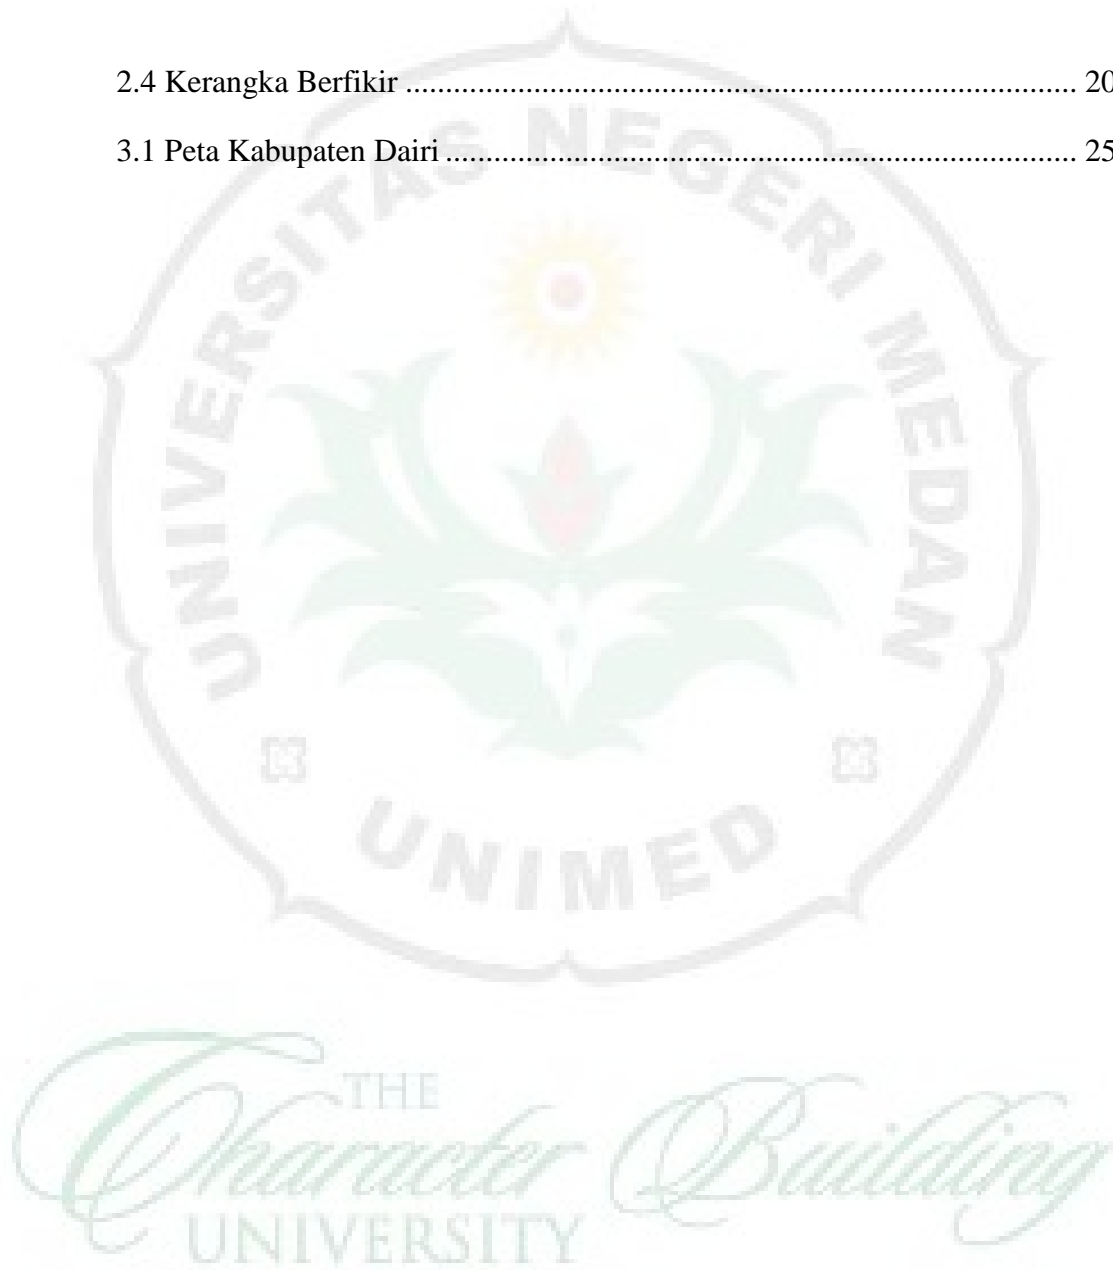 2.4 Kerangka Berfikir .................................................................................... 20
3.1 Peta Kabupaten Dairi ............................................................................... 25
UNIVERSITAS NEGERI MEDAN
UNIMED
THE
Character Building
UNIVERSITY